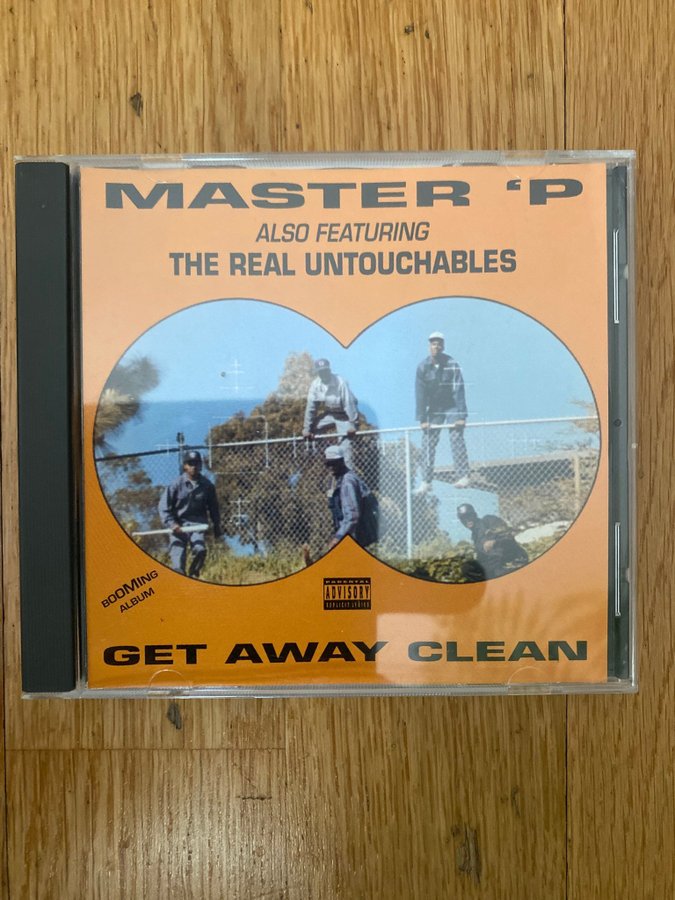 MASTER ‘P
ALSO FEATURING
THE REAL UNTOUCHABLES
BOOMING
ALBUM
PARENTAL
ADVISORY
EXPLICIT LYRICS
GET AWAY CLEAN